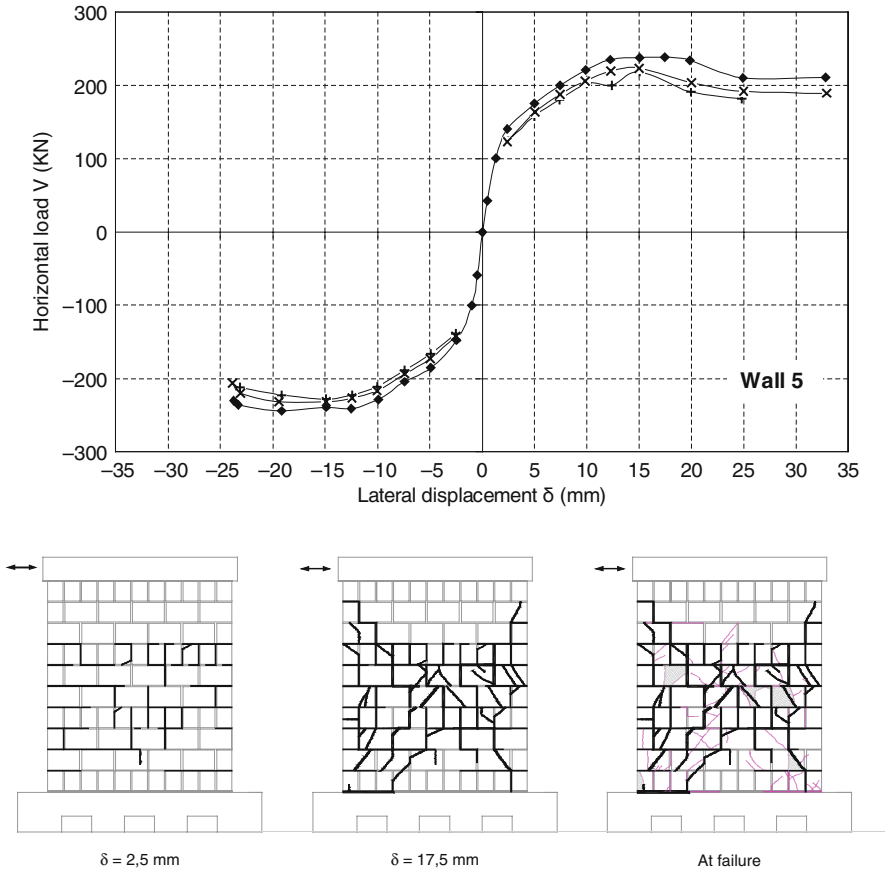 300
200
100
0
–100
–200
–300
Horizontal load V (KN)
Wall 5
–35 –30 –25 –20 –15 –10 –5 0 5 10 15 20 25 30 35
Lateral displacement δ (mm)
δ = 2,5 mm
δ = 17,5 mm
At failure